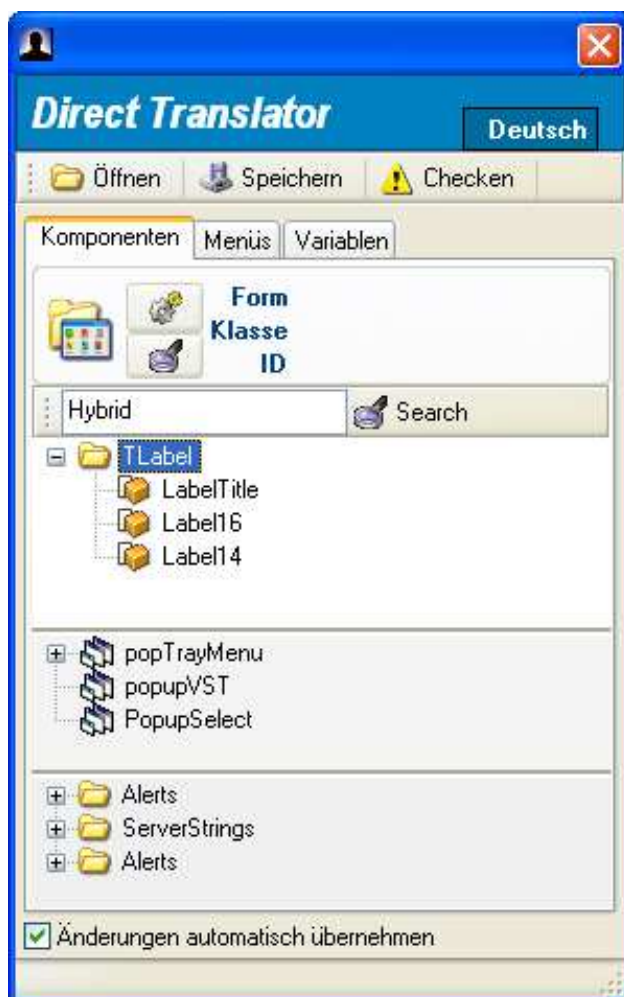 Direct Translator
Deutsch
Öffnen Speichern Checken
Komponenten Menüs Variablen
Form
Klasse
ID
Hybrid Search
TLabel
LabelTitle
Label16
Label14
popTrayMenu
popupVST
PopupSelect
Alerts
ServerStrings
Alerts
Änderungen automatisch übernehmen